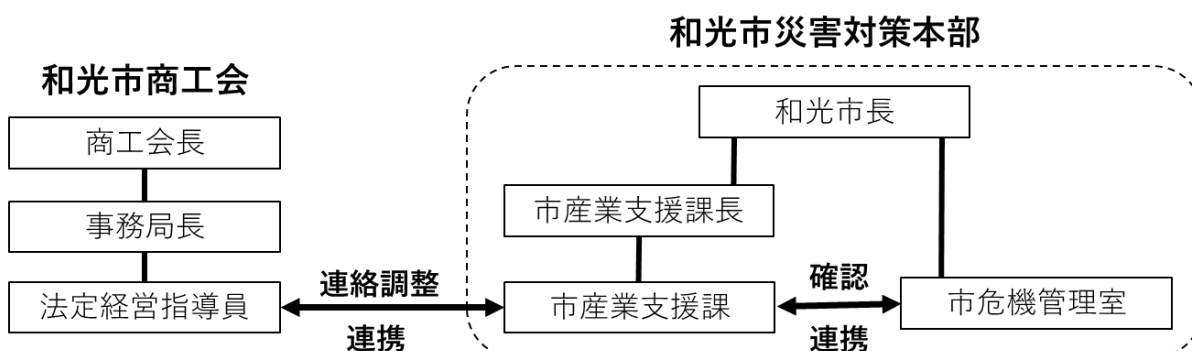 和光市災害対策本部
和光市商工会
和光市長
商工会長
市産業支援課長
事務局長
連絡調整
確認
法定経営指導員
市産業支援課
市危機管理室
連携
連携